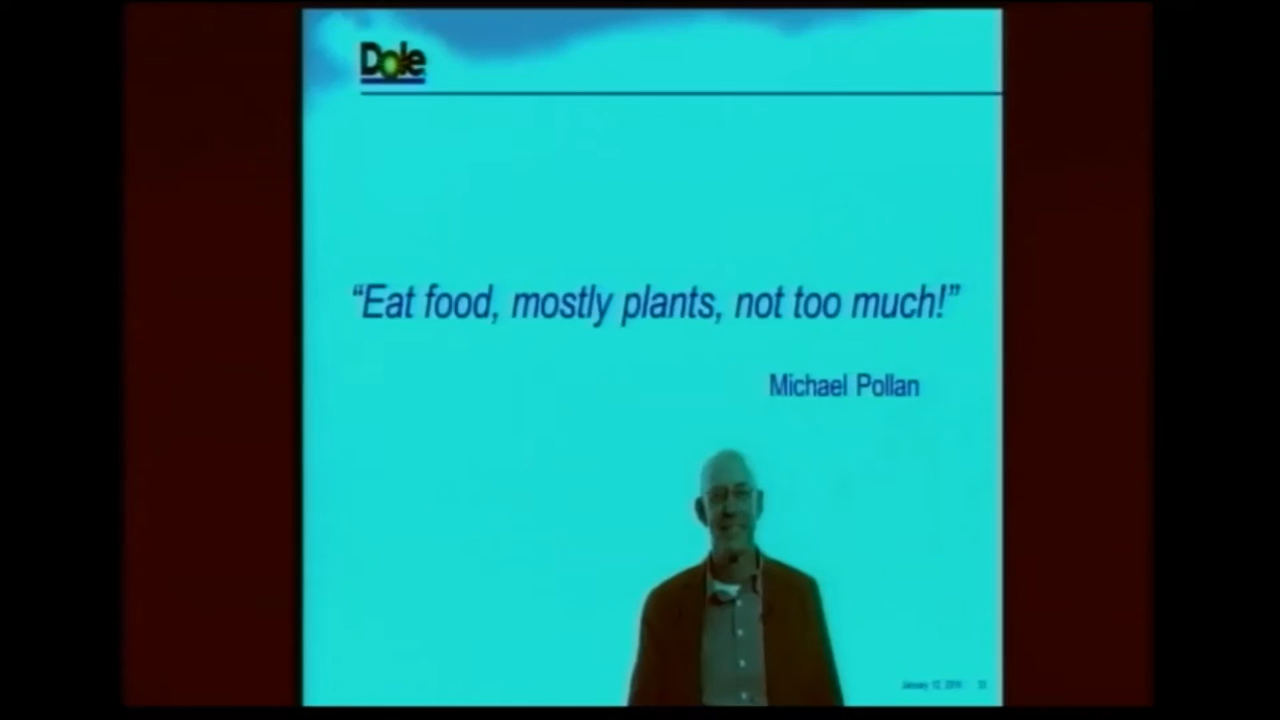 Dole
“Eat food, mostly plants, not too much!”
Michael Pollan